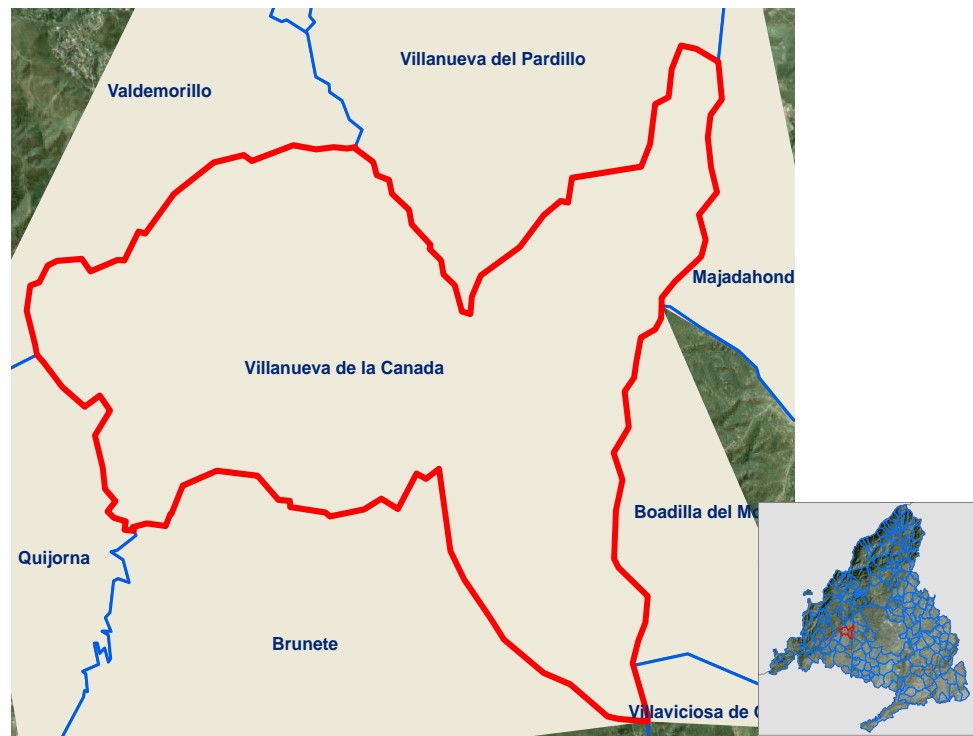 Villanueva del Pardillo
Valdemorillo
Majadahond
Villanueva de la Canada
Boadilla del Mo
Quijorna
Brunete
Villaviciosa de